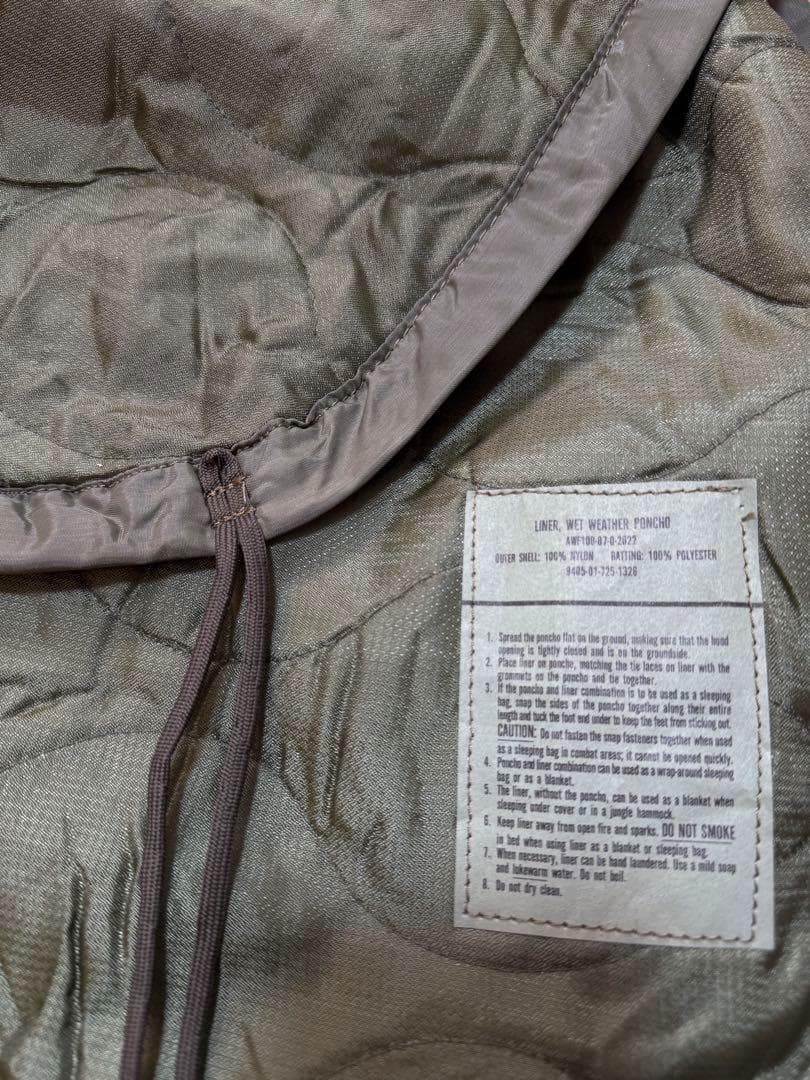 LINER, WET WEATHER PONCHO
AWF100-87-0-2022
OUTER SHELL: 100% NYLON BATTING: 100% POLYESTER
9405-01-725-1326
1. Spread the poncho flat on the ground, making sure that the hood
opening is tightly closed and is on the groundside.
2. Place liner on poncho, matching the tie laces on liner with the
grommets on the poncho and tie together.
3. If the poncho and liner combination is to be used as a sleeping
bag, snap the sides of the poncho together along their entire
length and tuck the foot end under to keep the feet from sticking out.
CAUTION: Do not fasten the snap fasteners together when used
as a sleeping bag in combat areas; it cannot be opened quickly.
4. Poncho and liner combination can be used as a wrap-around sleeping
bag or as a blanket.
5. The liner, without the poncho, can be used as a blanket when
sleeping under cover or in a jungle hammock.
6. Keep liner away from open fire and sparks. DO NOT SMOKE
in bed when using liner as a blanket or sleeping bag.
7. When necessary, liner can be hand laundered. Use a mild soap
and lukewarm water. Do not boil.
8. Do not dry clean.